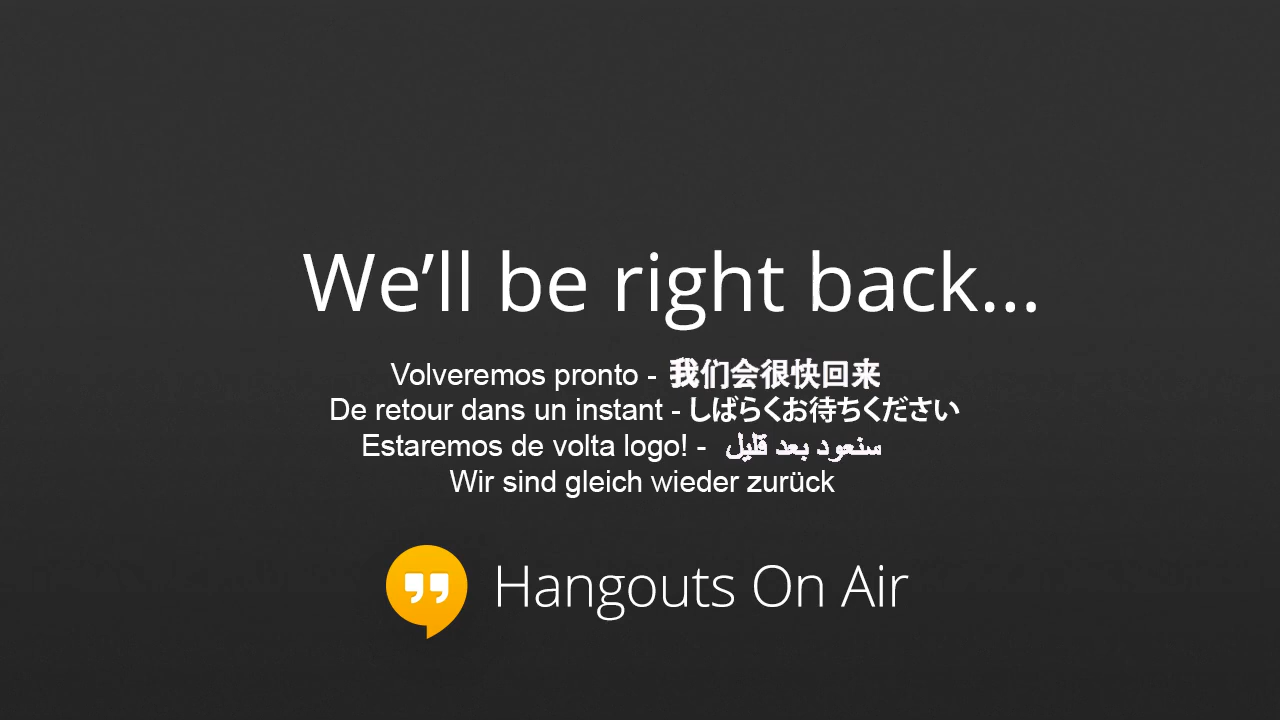 We’ll be right back...
Volveremos pronto - 我们会很快回来
De retour dans un instant - しばらくお待ちください
Estaremos de volta logo! - سنعود بعد قليل
Wir sind gleich wieder zurück
Hangouts On Air